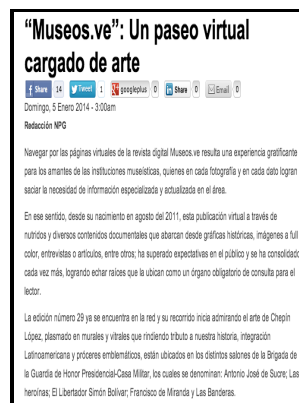 “Museos.ve”: Un paseo virtual
cargado de arte
Share 14 Tweet 1 googleplus 0 Share 0 Email 0
Domingo, 5 Enero 2014 - 3:00am
Redacción NPG
Navegar por las páginas virtuales de la revista digital Museos.ve resulta una experiencia gratificante
para los amantes de las instituciones museísticas, quienes en cada fotografía y en cada dato logran
saciar la necesidad de información especializada y actualizada en el área.
En ese sentido, desde su nacimiento en agosto del 2011, esta publicación virtual a través de
nutridos y diversos contenidos documentales que abarcan desde gráficas históricas, imágenes a full
color, entrevistas o artículos, entre otros; ha superado expectativas en el público y se ha consolidado
cada vez más, logrando echar raíces que la ubican como un órgano obligatorio de consulta para el
lector.
La edición número 29 ya se encuentra en la red y su recorrido inicia admirando el arte de Chepín
López, plasmado en murales y vitrales que rindiendo tributo a nuestra historia, integración
Latinoamericana y próceres emblemáticos, están ubicados en los distintos salones de la Brigada de
la Guardia de Honor Presidencial-Casa Militar, los cuales se denominan: Antonio José de Sucre; Las
heroínas; El Libertador Simón Bolívar; Francisco de Miranda y Las Banderas.